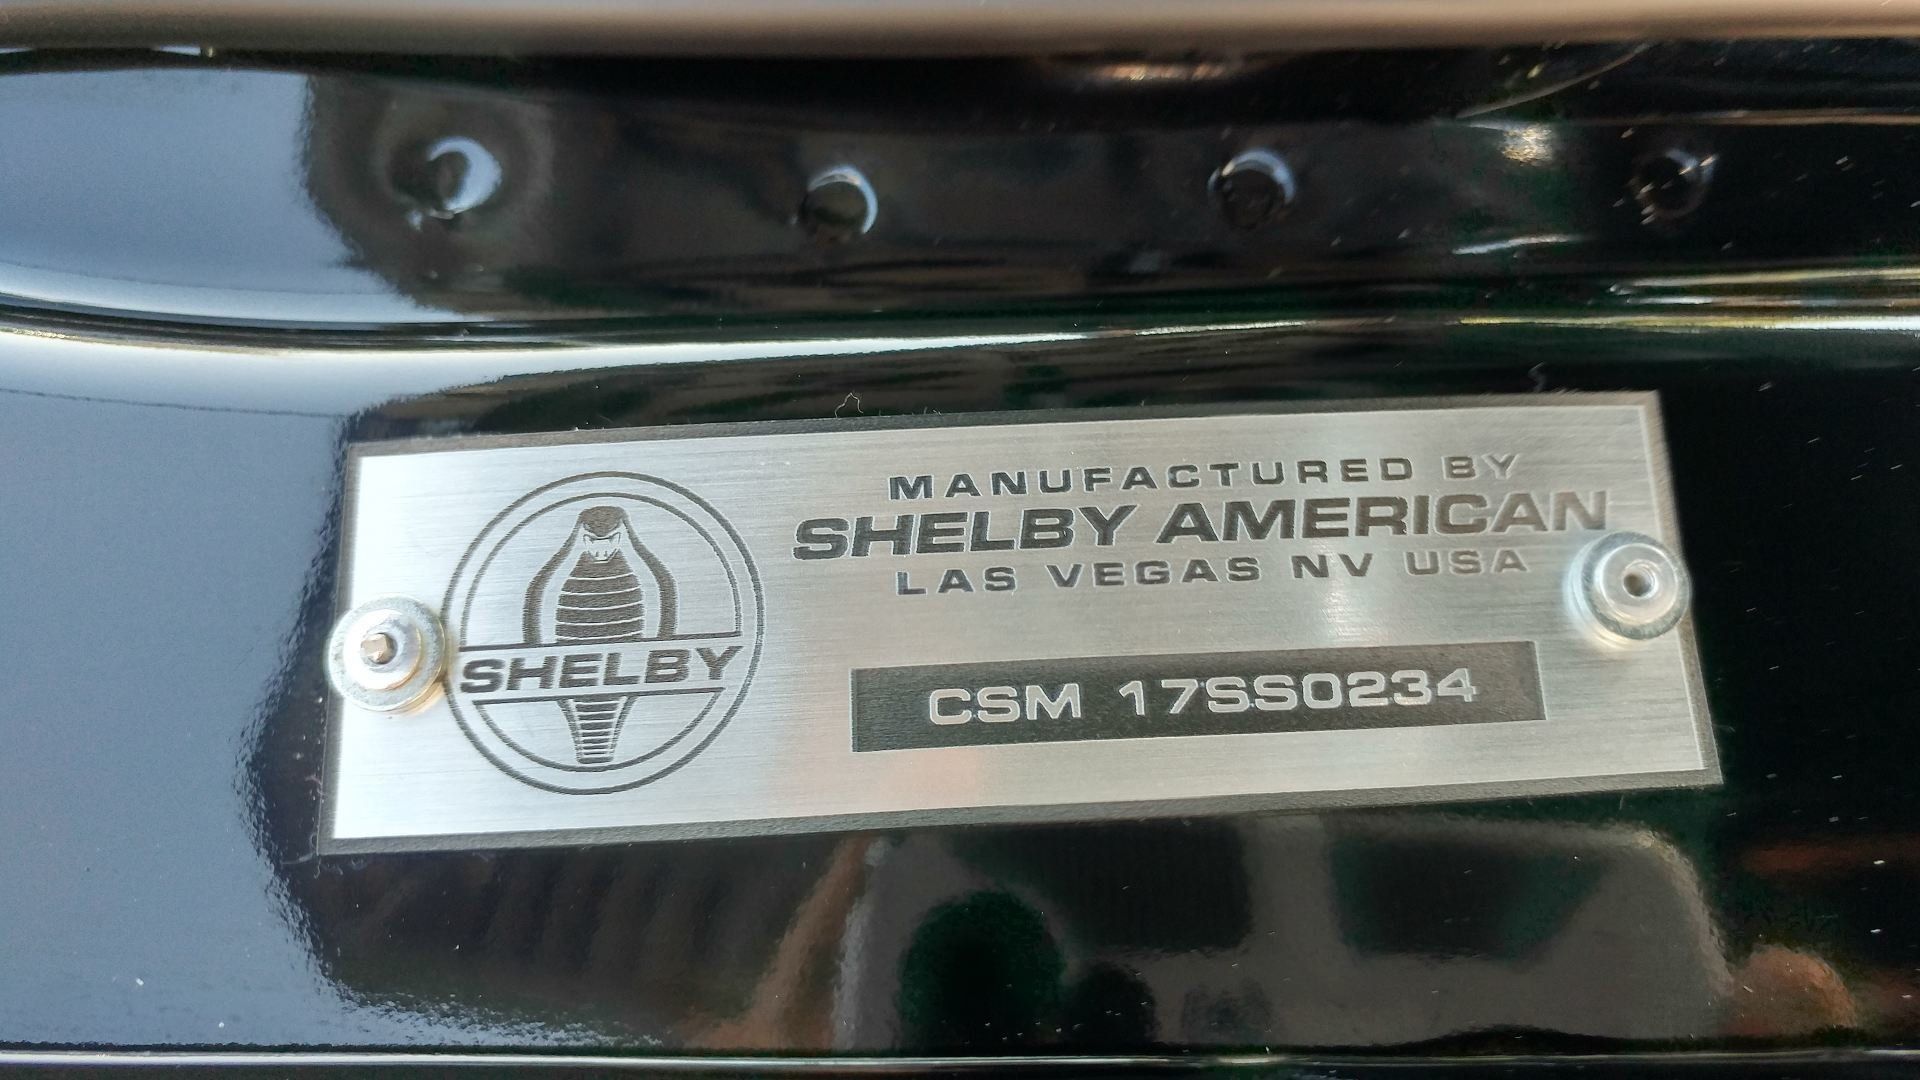 MANUFACTURED BY
SHELBY AMERICAN
LAS VEGAS NV USA
SHELBY
CSM 17SS0234